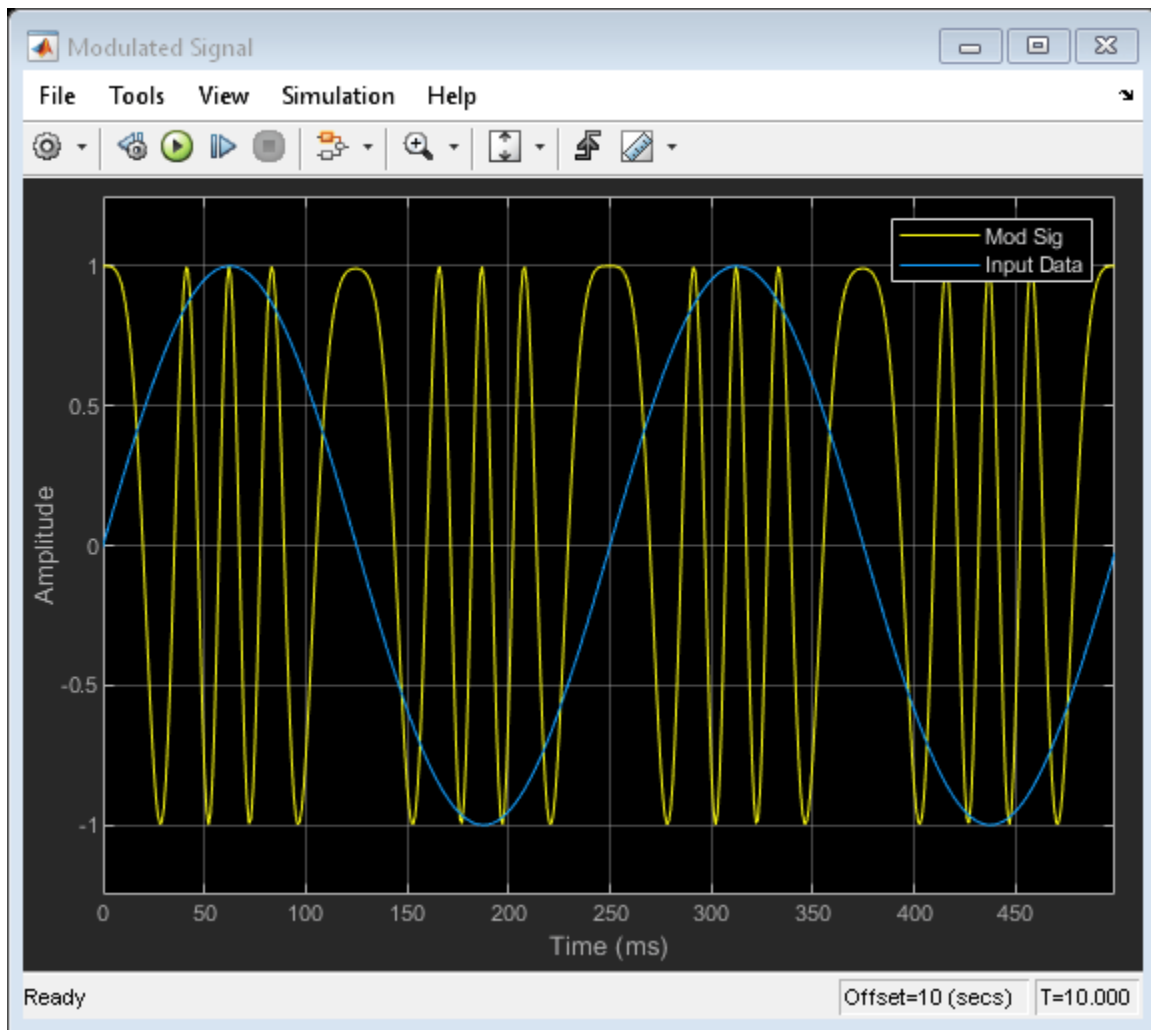 Modulated Signal
File Tools View Simulation Help
Mod Sig
Input Data
1
0.5
0
-0.5
-1
Amplitude
0 50 100 150 200 250 300 350 400 450
Time (ms)
Ready Offset=10 (secs) T=10.000